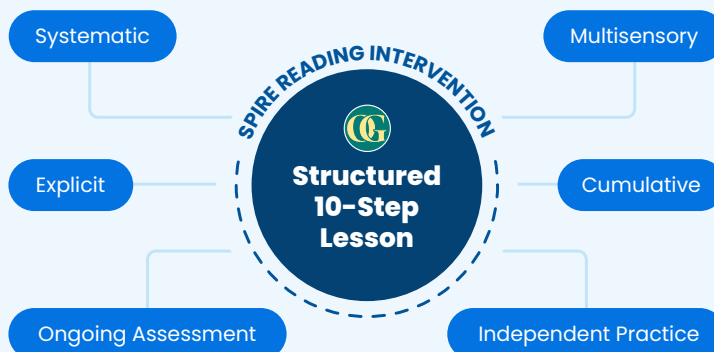 Systematic
Multisensory
SPIRE READING INTERVENTION
OG
Structured
10-Step
Lesson
Explicit
Cumulative
Ongoing Assessment
Independent Practice